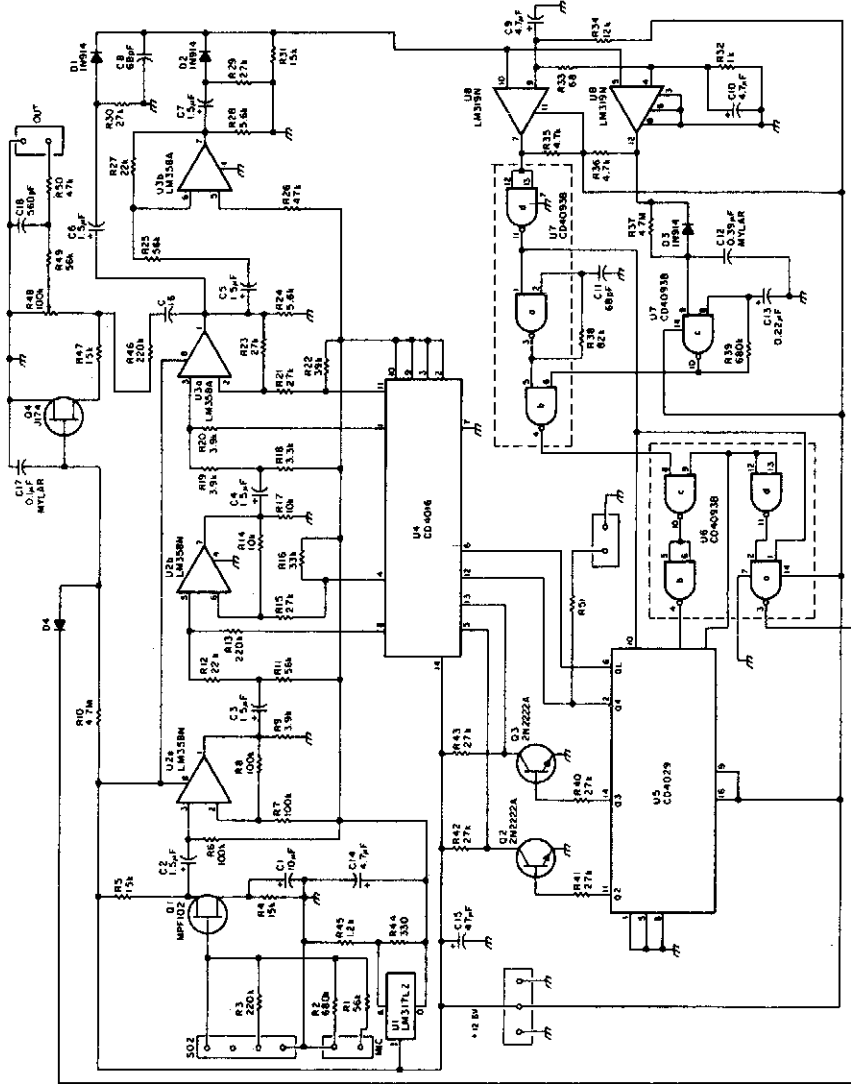 C17
0.1µF
MYLAR
Q4
J174
R47
15k
R48
100k
R49
56k
C18
560pF
R50
47k
OUT
D4
R10
4.7M
R46
220k
C6
1.5µF
R30
27k
D1
1N914
C8
68pF
D2
1N914
R29
27k
C7
1.5µF
R28
5.6k
R31
15k
R27
22k
U3b
LM358A
R26
47k
R25
56k
C5
1.5µF
R24
5.6k
R23
27k
R21
27k
R22
39k
U3a
LM358A
R20
3.9k
R19
3.9k
R18
3.3k
C4
1.5µF
R17
10k
R14
10k
R16
33k
R15
27k
U2b
LM358N
R13
220k
R12
22k
R11
56k
C3
1.5µF
R9
3.9k
R8
100k
R7
100k
U2a
LM358N
R6
100k
C2
1.5µF
R5
15k
Q1
MPF102
R4
15k
C1
10µF
C14
4.7µF
R45
1.2k
R44
330
U1
LM317LZ
SO2
R3
220k
R2
680k
R1
56k
MIC
+12.6V
C15
47µF
R42
27k
R43
27k
Q2
2N2222A
Q3
2N2222A
R41
27k
R40
27k
U4
CD4016
U5
CD4029
Q2
Q3
Q4
Q1
R51
U6
CD4093B
a
b
c
d
U7
CD4093B
a
b
d
R38
82k
C11
68pF
U7
CD4093B
c
R39
680k
C13
0.22µF
C12
0.39µF
MYLAR
D3
1N914
R37
4.7M
R36
4.7k
R35
4.7k
U8
LM319N
U8
LM319N
C9
4.7µF
R34
12k
R33
68
R32
1k
C10
4.7µF